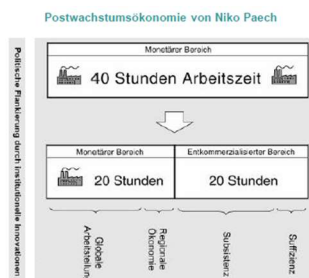 Postwachstumsökonomie von Niko Paech
Politische Flankierung durch institutionelle Innovationen
Monetärer Bereich
40 Stunden Arbeitszeit
Monetärer Bereich
Entkommerzialisierter Bereich
20 Stunden
20 Stunden
Globale
Arbeitsteilung
Regionale
Ökonomie
Subsistenz
Suffizienz